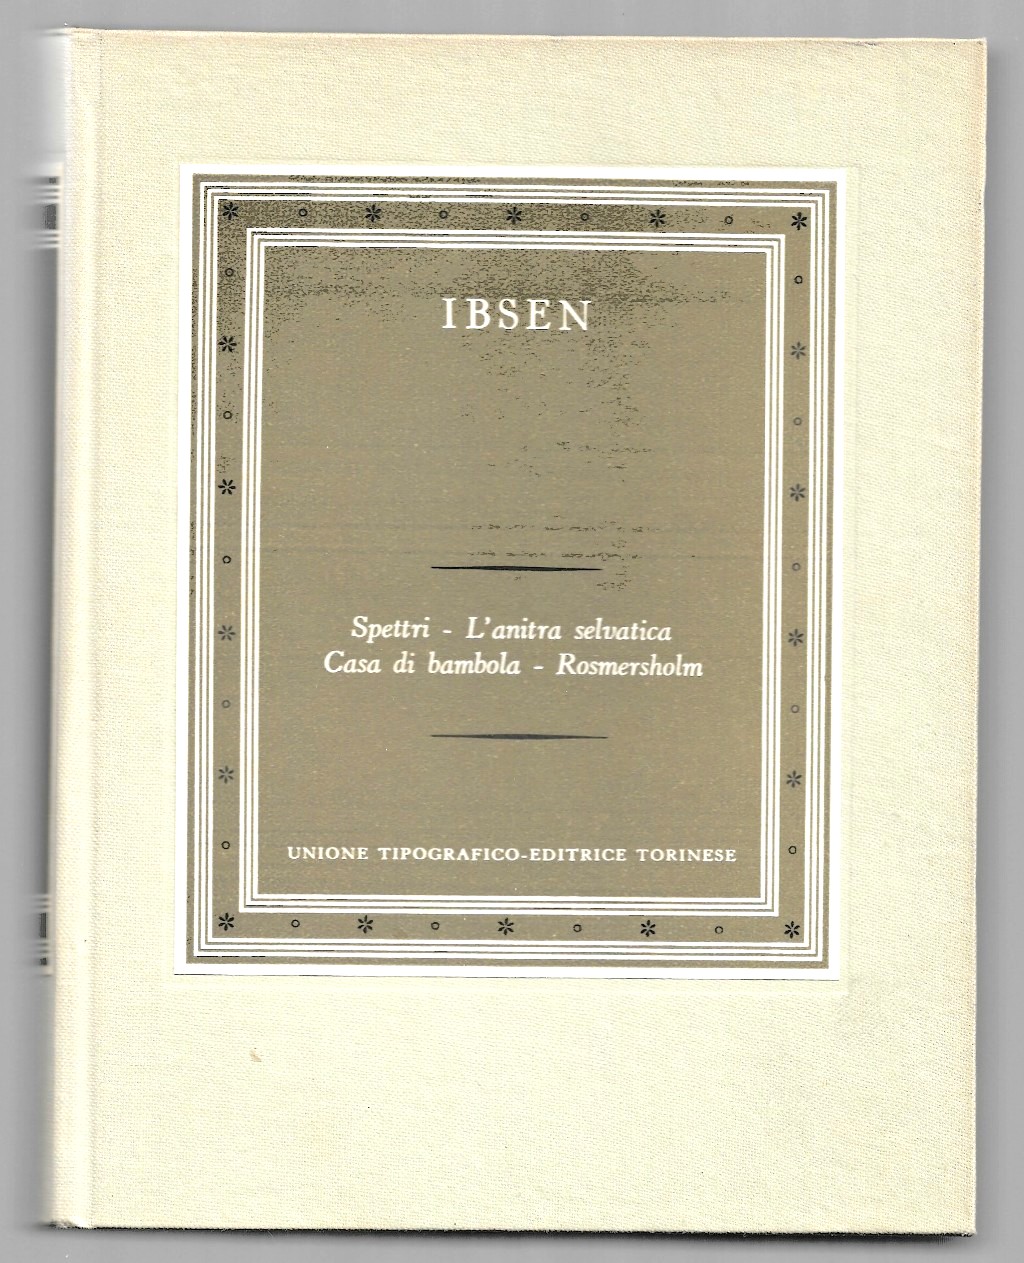 IBSEN
Spettri - L'anitra selvatica
Casa di bambola - Rosmersholm
UNIONE TIPOGRAFICO-EDITRICE TORINESE